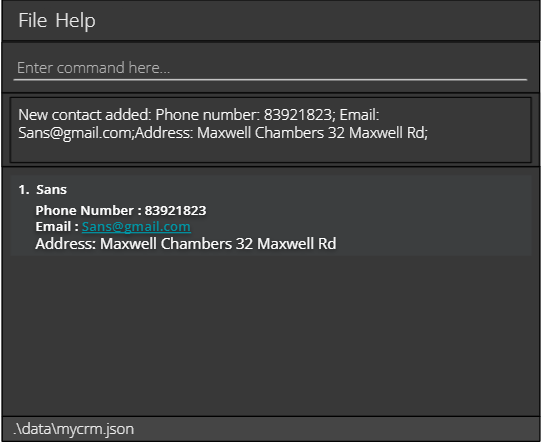 File Help
Enter command here...
New contact added: Phone number: 83921823; Email:
Sans@gmail.com;Address: Maxwell Chambers 32 Maxwell Rd;
1. Sans
Phone Number : 83921823
Email : Sans@gmail.com
Address: Maxwell Chambers 32 Maxwell Rd
.\data\mycrm.json